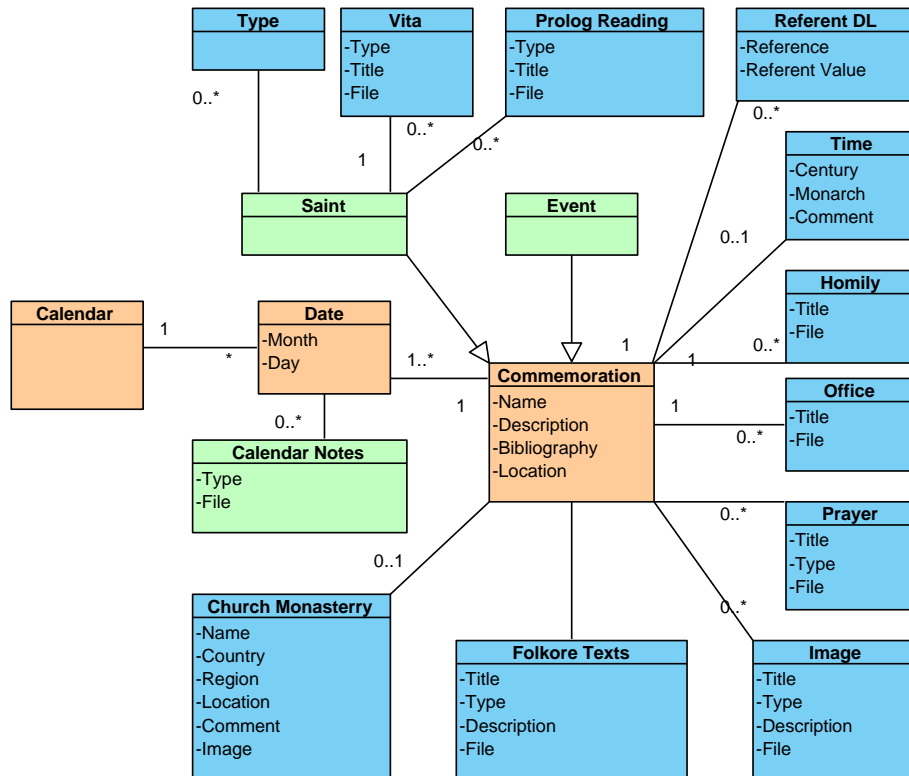 Type
Vita
-Type
-Title
-File
Prolog Reading
-Type
-Title
-File
Referent DL
-Reference
-Referent Value
0..*
0..*
0..*
0..*
1
Time
-Century
-Monarch
-Comment
0..1
Saint
Event
Homily
-Title
-File
0..*
1
1
Calendar
1
*
Date
-Month
-Day
1..*
1
0..*
Commemoration
-Name
-Description
-Bibliography
-Location
Office
-Title
-File
1
0..*
Calendar Notes
-Type
-File
Prayer
-Title
-Type
-File
0..*
0..1
0..*
Church Monasterry
-Name
-Country
-Region
-Location
-Comment
-Image
Folkore Texts
-Title
-Type
-Description
-File
Image
-Title
-Type
-Description
-File